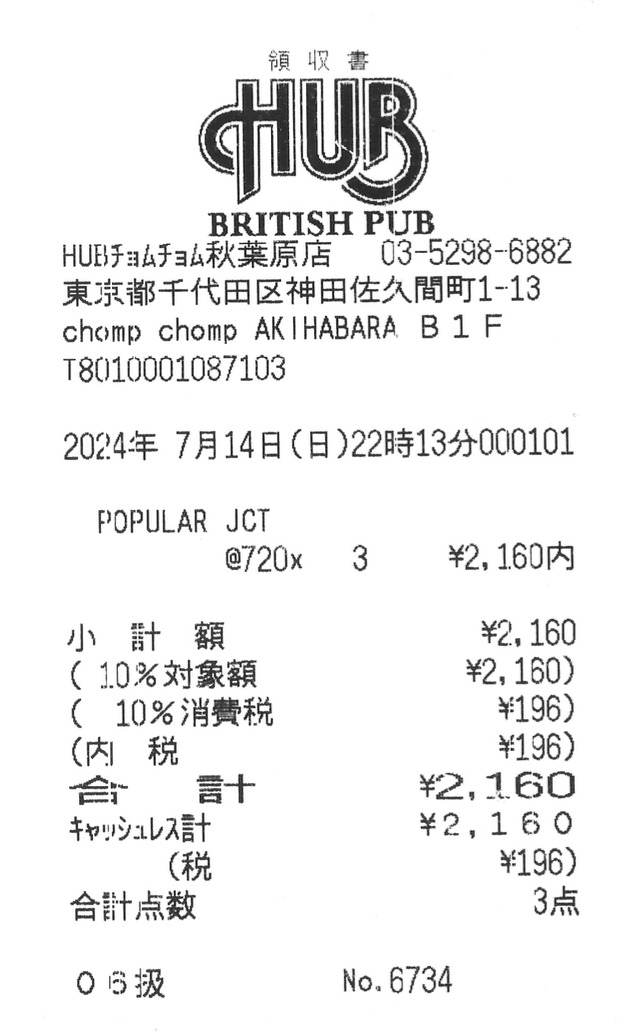 領収書
HUB
BRITISH PUB
HUBチョムチョム秋葉原店 03-5298-6882
東京都千代田区神田佐久間町1-13
chomp chomp AKIHABARA B1F
T8010001087103
2024年 7月14日(日)22時13分000101
POPULAR JCT
@720x 3 ¥2,160内
小計額 ¥2,160
( 10%対象額 ¥2,160)
( 10%消費税 ¥196)
(内 税 ¥196)
合計 ¥2,160
キャッシュレス計 ¥2,160
(税 ¥196)
合計点数 3点
06扱 No.6734